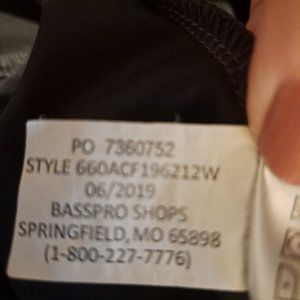 PO 7360752
STYLE 660ACF196212W
06/2019
BASSPRO SHOPS
SPRINGFIELD, MO 65898
(1-800-227-7776)